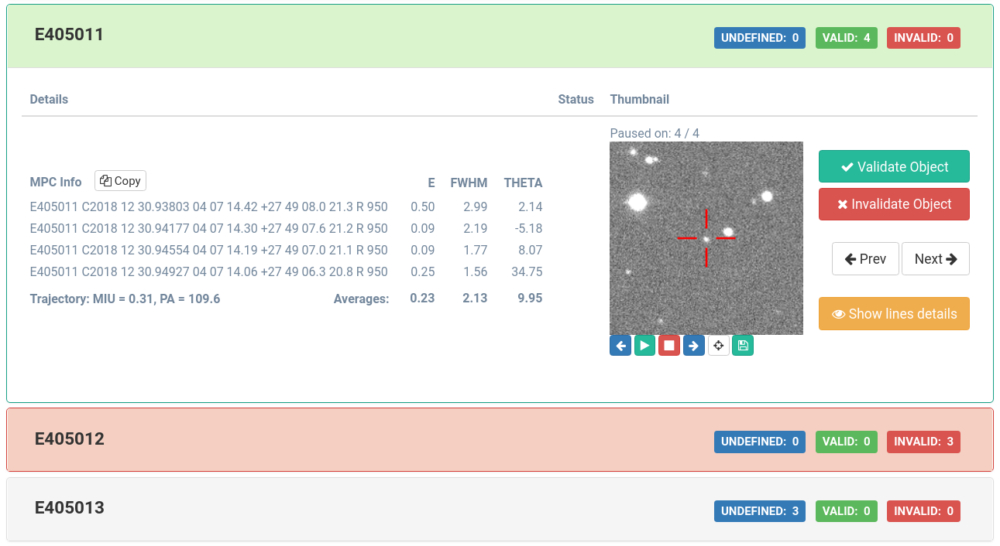 E405011
UNDEFINED: 0 VALID: 4 INVALID: 0
Details Status Thumbnail
Paused on: 4 / 4
MPC Info Copy E FWHM THETA
E405011 C2018 12 30.93803 04 07 14.42 +27 49 08.0 21.3 R 950 0.50 2.99 2.14
E405011 C2018 12 30.94177 04 07 14.30 +27 49 07.6 21.2 R 950 0.09 2.19 -5.18
E405011 C2018 12 30.94554 04 07 14.19 +27 49 07.0 21.1 R 950 0.09 1.77 8.07
E405011 C2018 12 30.94927 04 07 14.06 +27 49 06.3 20.8 R 950 0.25 1.56 34.75
Trajectory: MIU = 0.31, PA = 109.6 Averages: 0.23 2.13 9.95
Validate Object
Invalidate Object
Prev Next
Show lines details
E405012
UNDEFINED: 0 VALID: 0 INVALID: 3
E405013
UNDEFINED: 3 VALID: 0 INVALID: 0